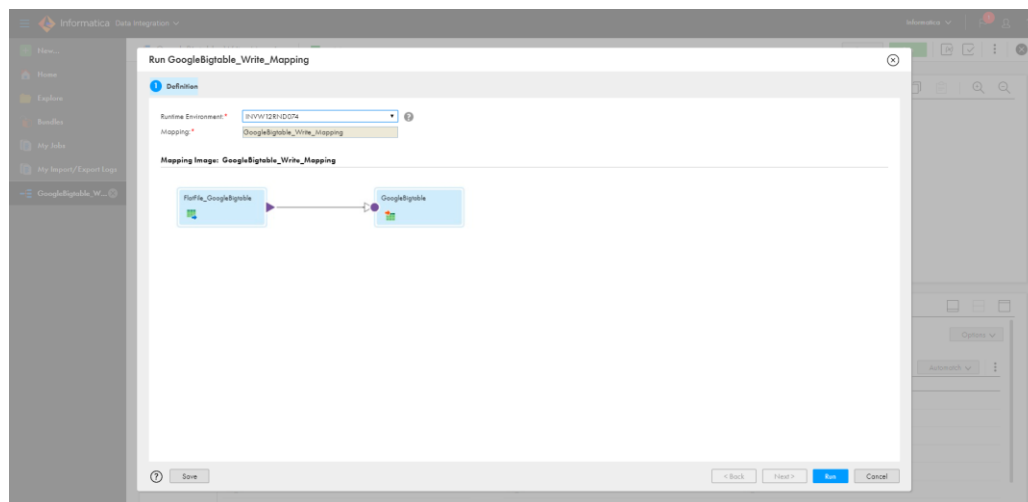 Informatica Data Integration
Informatica
New...
Home
Explore
Bundles
My Jobs
My Import/Export Logs
GoogleBigtable_W...
Run GoogleBigtable_Write_Mapping
1 Definition
Runtime Environment:* INVW12RND074
Mapping:* GoogleBigtable_Write_Mapping
Mapping Image: GoogleBigtable_Write_Mapping
FlatFile_GoogleBigtable
GoogleBigtable
Options
Automatch
? Save
< Back Next > Run Cancel